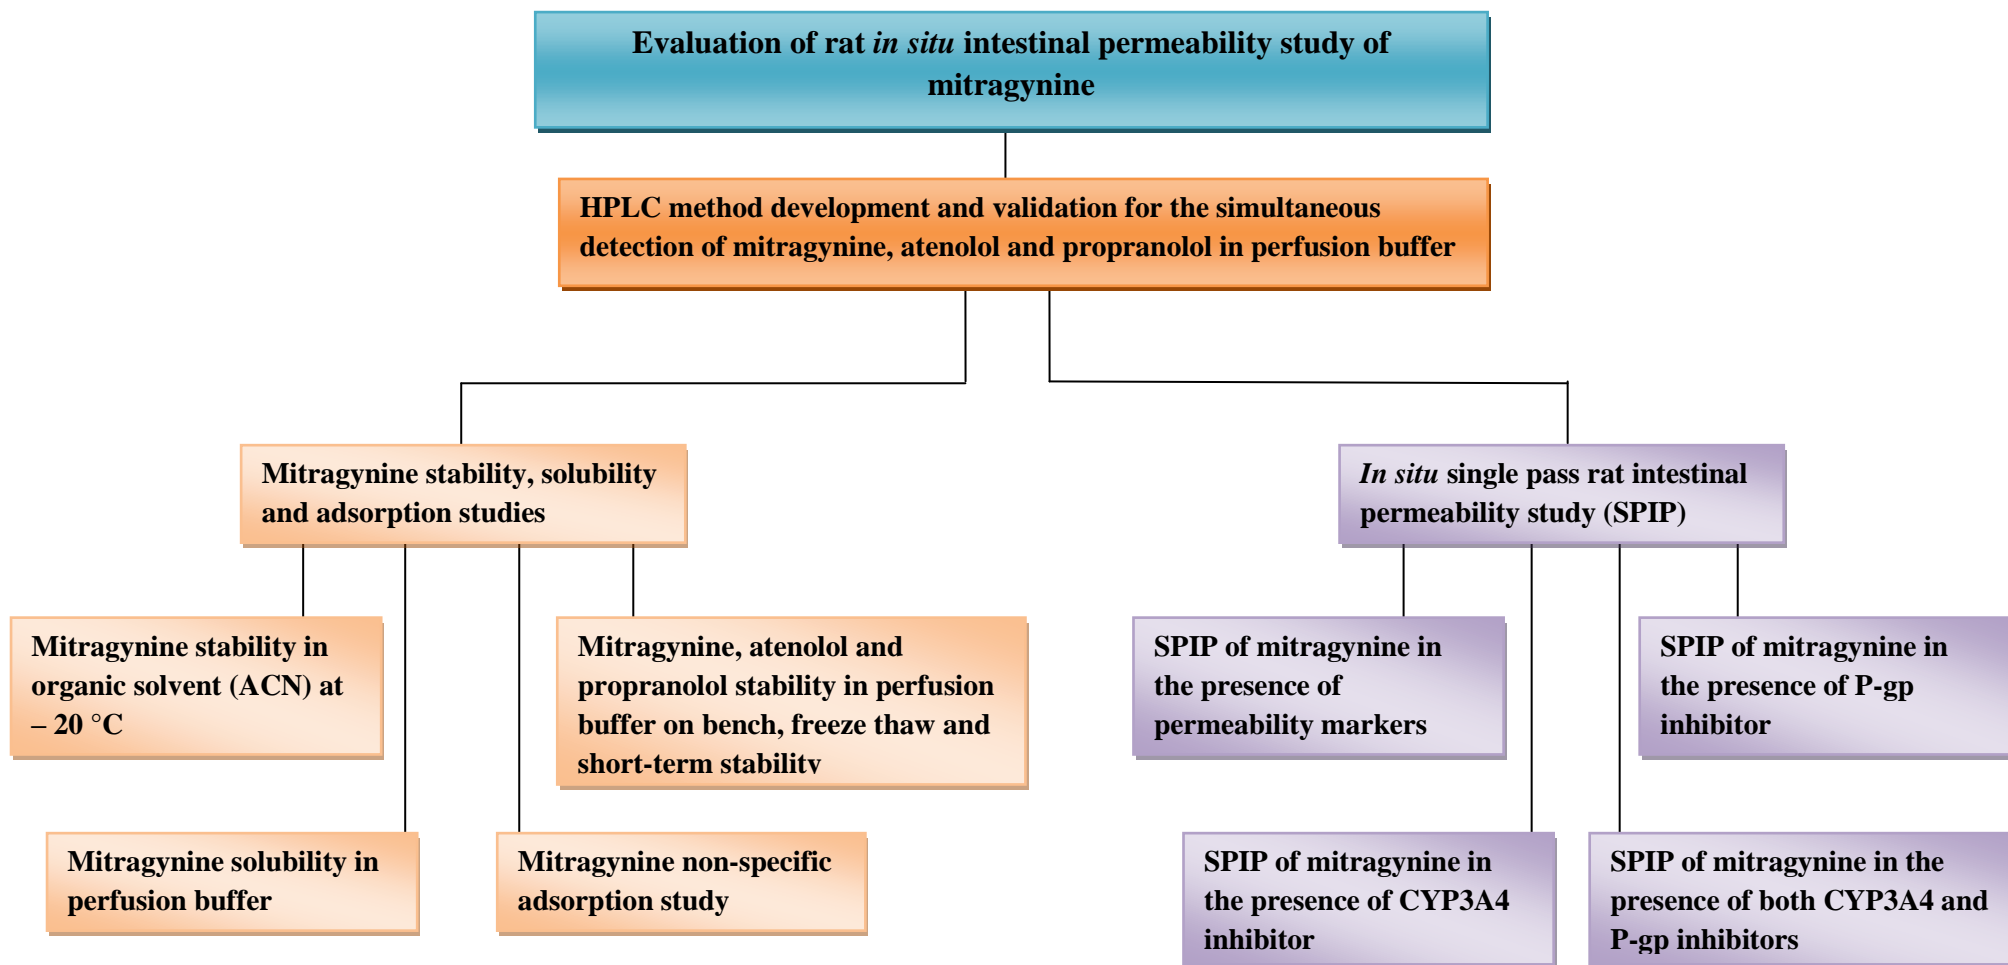 Evaluation of rat in situ intestinal permeability study of
mitragynine
HPLC method development and validation for the simultaneous
detection of mitragynine, atenolol and propranolol in perfusion buffer
Mitragynine stability, solubility
and adsorption studies
In situ single pass rat intestinal
permeability study (SPIP)
Mitragynine stability in
organic solvent (ACN) at
– 20 °C
Mitragynine, atenolol and
propranolol stability in perfusion
buffer on bench, freeze thaw and
short-term stability
SPIP of mitragynine in
the presence of
permeability markers
SPIP of mitragynine in
the presence of P-gp
inhibitor
Mitragynine solubility in
perfusion buffer
Mitragynine non-specific
adsorption study
SPIP of mitragynine in
the presence of CYP3A4
inhibitor
SPIP of mitragynine in the
presence of both CYP3A4 and
P-gp inhibitors